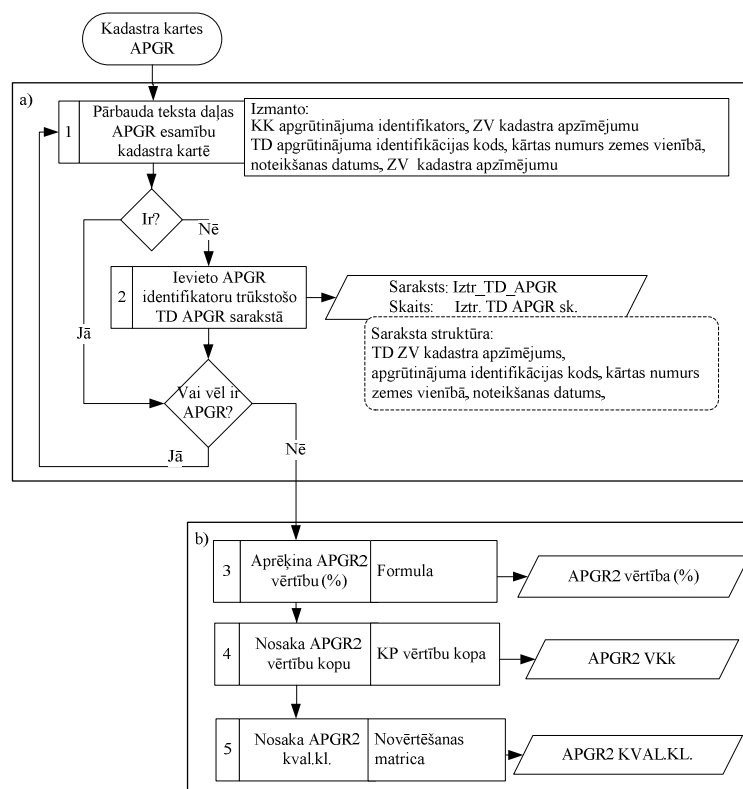 Kadastra kartes
APGR
a)
1
Pārbauda teksta daļas
APGR esamību
kadastra kartē
Izmanto:
KK apgrūtinājuma identifikators, ZV kadastra apzīmējumu
TD apgrūtinājuma identifikācijas kods, kārtas numurs zemes vienībā,
noteikšanas datums, ZV kadastra apzīmējumu
Ir?
Nē
2
Ievieto APGR
identifikatoru trūkstošo
TD APGR sarakstā
Saraksts: Iztr_TD_APGR
Skaits: Iztr. TD APGR sk.
Saraksta struktūra:
TD ZV kadastra apzīmējums,
apgrūtinājuma identifikācijas kods, kārtas numurs
zemes vienībā, noteikšanas datums,
Jā
Vai vēl ir
APGR?
Jā
Nē
b)
3
Aprēķina APGR2
vērtību (%)
Formula
APGR2 vērtība (%)
4
Nosaka APGR2
vērtību kopu
KP vērtību kopa
APGR2 VKk
5
Nosaka APGR2
kval.kl.
Novērtēšanas
matrica
APGR2 KVAL.KL.